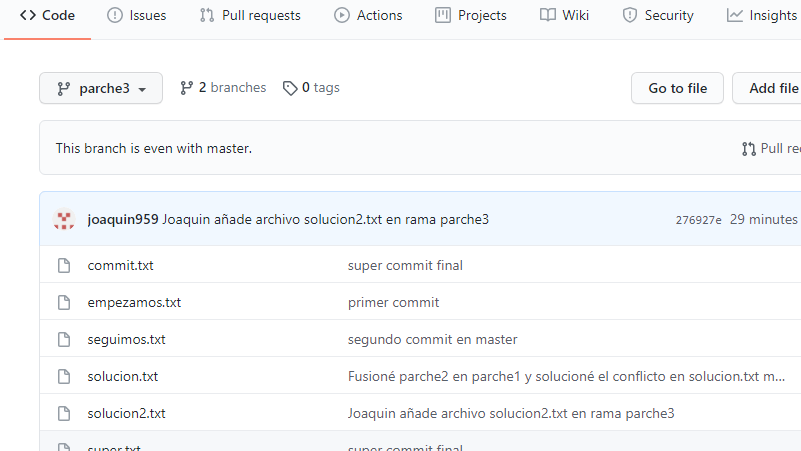 Code Issues Pull requests Actions Projects Wiki Security Insights
parche3 2 branches 0 tags Go to file Add file
This branch is even with master. Pull
joaquin959 Joaquin añade archivo solucion2.txt en rama parche3 276927e 29 minutes
commit.txt super commit final
empezamos.txt primer commit
seguimos.txt segundo commit en master
solucion.txt Fusioné parche2 en parche1 y solucioné el conflicto en solucion.txt m...
solucion2.txt Joaquin añade archivo solucion2.txt en rama parche3
super.txt super commit final